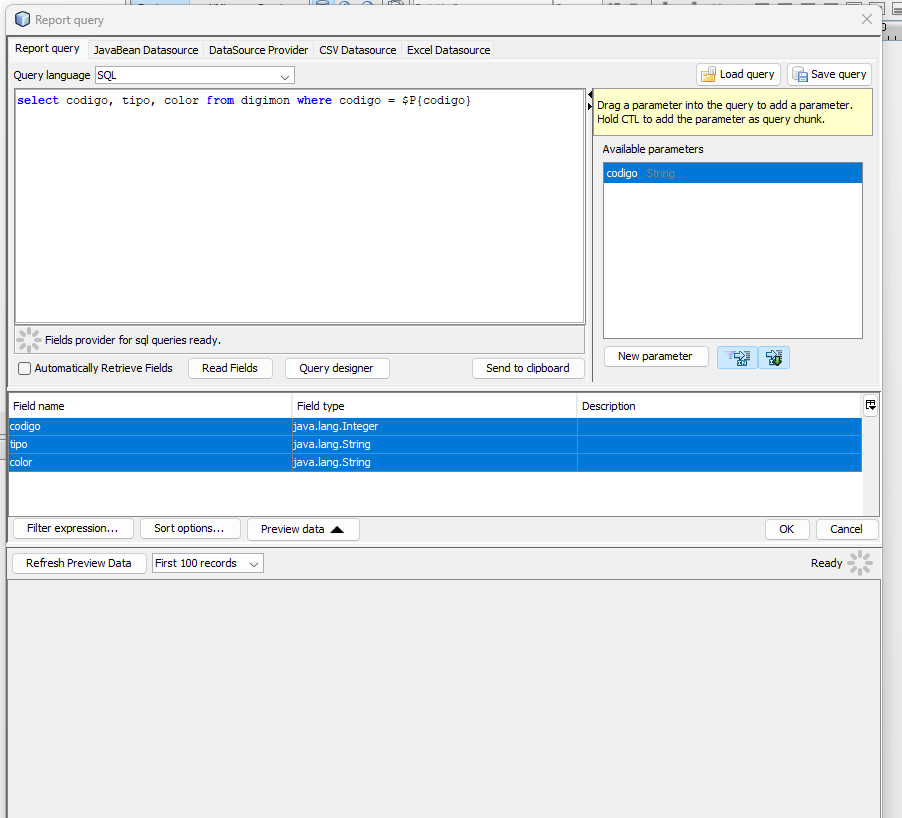 Report query
Report query JavaBean Datasource DataSource Provider CSV Datasource Excel Datasource
Query language SQL Load query Save query
select codigo, tipo, color from digimon where codigo = $P{codigo}
Drag a parameter into the query to add a parameter.
Hold CTL to add the parameter as query chunk.
Available parameters
codigo String
Fields provider for sql queries ready.
Automatically Retrieve Fields Read Fields Query designer Send to clipboard
New parameter
Field name Field type Description
codigo java.lang.Integer
tipo java.lang.String
color java.lang.String
Filter expression... Sort options... Preview data OK Cancel
Refresh Preview Data First 100 records Ready